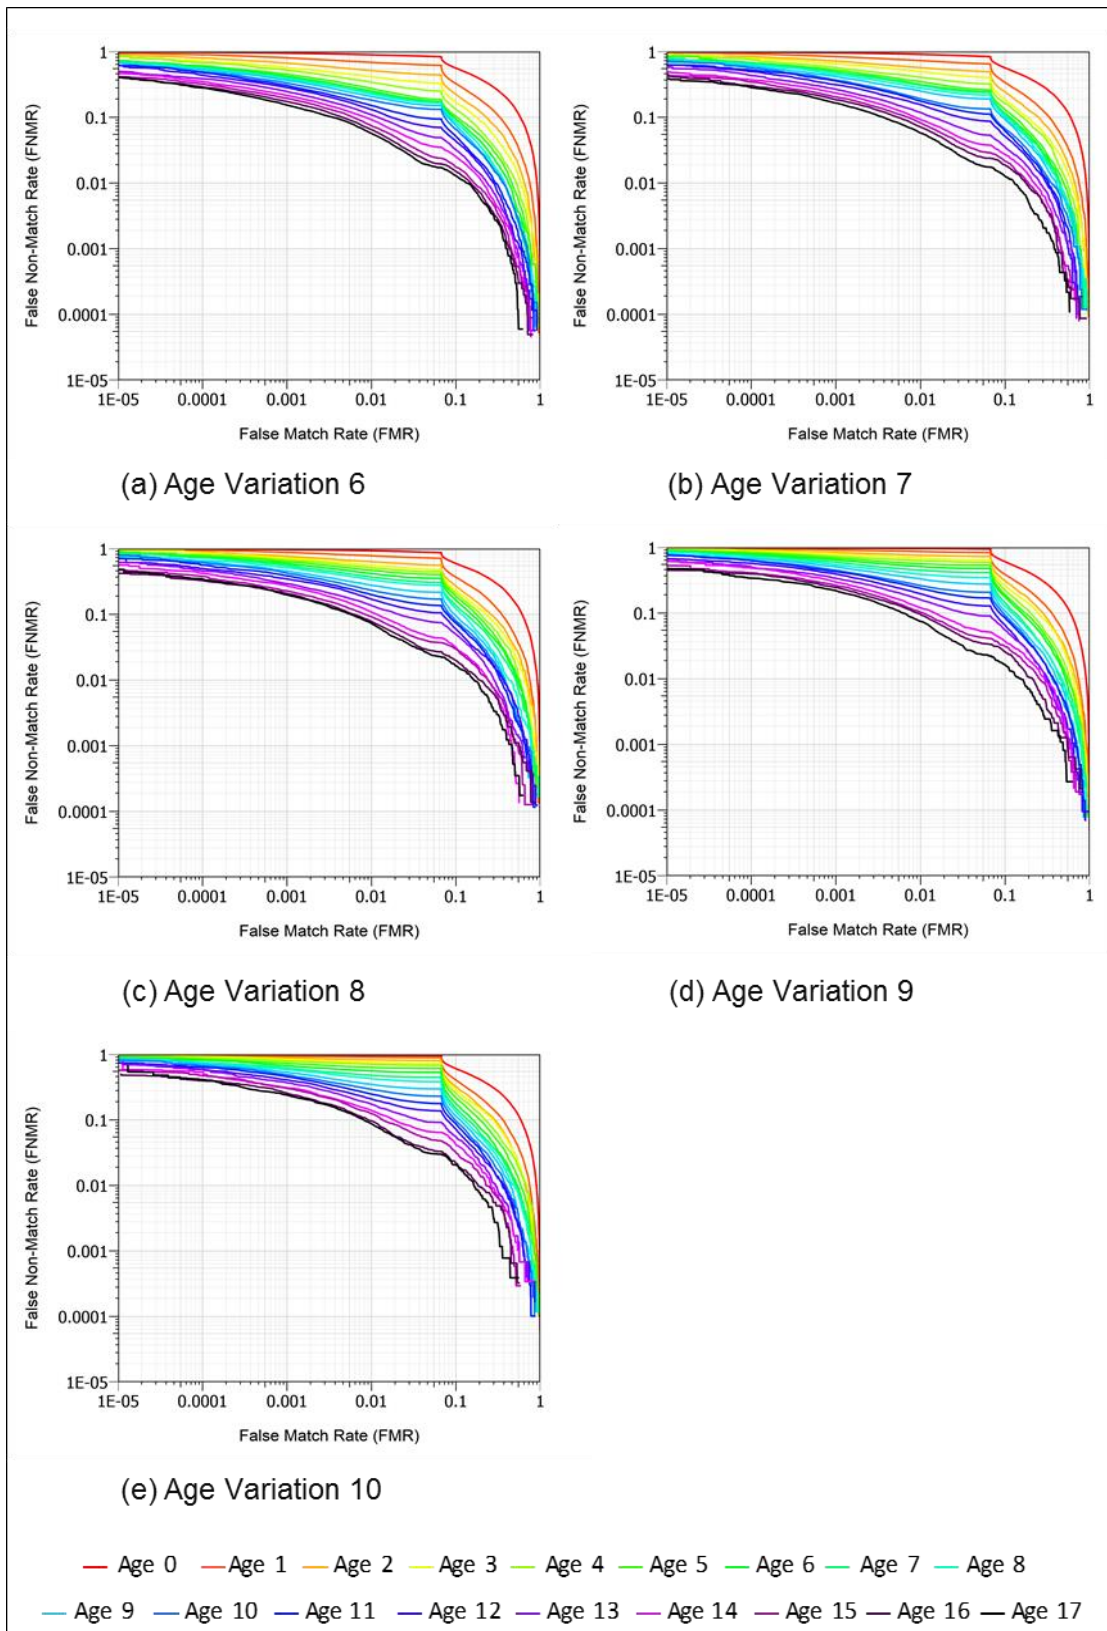 1
0.1
0.01
0.001
0.0001
1E-05
False Non-Match Rate (FNMR)
1E-05 0.0001 0.001 0.01 0.1 1
False Match Rate (FMR)
(a) Age Variation 6
1
0.1
0.01
0.001
0.0001
1E-05
False Non-Match Rate (FNMR)
1E-05 0.0001 0.001 0.01 0.1 1
False Match Rate (FMR)
(b) Age Variation 7
1
0.1
0.01
0.001
0.0001
1E-05
False Non-Match Rate (FNMR)
1E-05 0.0001 0.001 0.01 0.1 1
False Match Rate (FMR)
(c) Age Variation 8
1
0.1
0.01
0.001
0.0001
1E-05
False Non-Match Rate (FNMR)
1E-05 0.0001 0.001 0.01 0.1 1
False Match Rate (FMR)
(d) Age Variation 9
1
0.1
0.01
0.001
0.0001
1E-05
False Non-Match Rate (FNMR)
1E-05 0.0001 0.001 0.01 0.1 1
False Match Rate (FMR)
(e) Age Variation 10
Age 0 Age 1 Age 2 Age 3 Age 4 Age 5 Age 6 Age 7 Age 8
Age 9 Age 10 Age 11 Age 12 Age 13 Age 14 Age 15 Age 16 Age 17